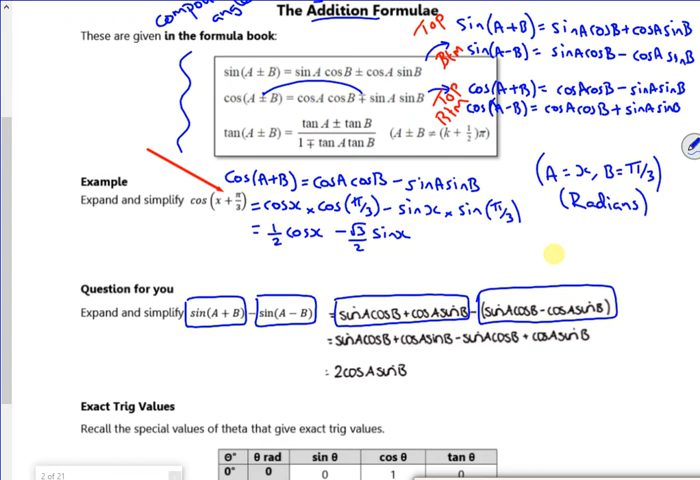 compou
angle
The Addition Formulae
These are given in the formula book:
TOP sin(A+B) = sinAcosB + cosAsinB
BTM sin(A-B) = sinAcosB - cosAsinB
sin(A ± B) = sin A cos B ± cos A sin B
cos(A ± B) = cos A cos B ∓ sin A sin B
tan(A ± B) = (tan A ± tan B)/(1 ∓ tan A tan B) (A ± B ≠ (k + 1/2)π)
TOP cos(A+B) = cosAcosB - sinAsinB
BTM cos(A-B) = cosAcosB + sinAsinB
(A = x, B = π/3)
(Radians)
Example
cos(A+B) = cosAcosB - sinAsinB
Expand and simplify cos (x + π/3) = cosx × cos(π/3) - sinx × sin(π/3)
= 1/2 cosx - √3/2 sinx
Question for you
Expand and simplify sin(A + B) - sin(A - B) = sinAcosB + cosAsinB - (sinAcosB - cosAsinB)
= sinAcosB + cosAsinB - sinAcosB + cosAsinB
= 2cosAsinB
Exact Trig Values
Recall the special values of theta that give exact trig values.
θ° θ rad sin θ cos θ tan θ
0° 0 0 1 0
2 of 21